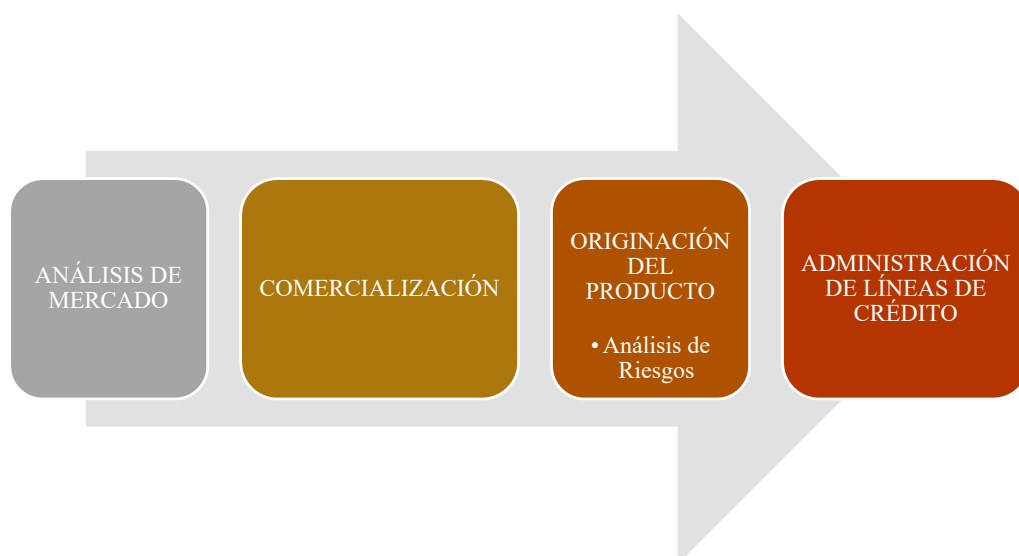 ANÁLISIS DE
MERCADO
COMERCIALIZACIÓN
ORIGINACIÓN
DEL
PRODUCTO
• Análisis de
Riesgos
ADMINISTRACIÓN
DE LÍNEAS DE
CRÉDITO